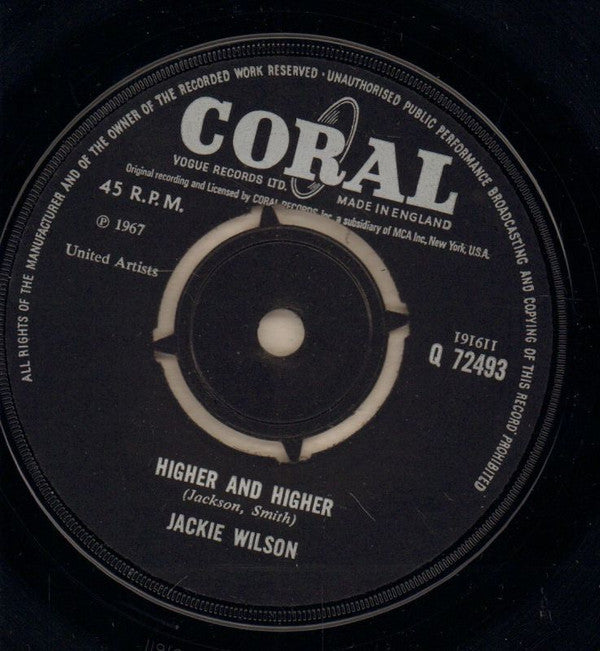 ALL RIGHTS OF THE MANUFACTURER AND OF THE OWNER OF THE RECORDED WORK RESERVED · UNAUTHORISED PUBLIC PERFORMANCE BROADCASTING AND COPYING OF THIS RECORD PROHIBITED
CORAL
VOGUE RECORDS LTD.
MADE IN ENGLAND
Original recording and Licensed by CORAL RECORDS Inc. a subsidiary of MCA Inc, New York, U.S.A.
45 R.P.M.
℗ 1967
United Artists
191611
Q 72493
HIGHER AND HIGHER
(Jackson, Smith)
JACKIE WILSON